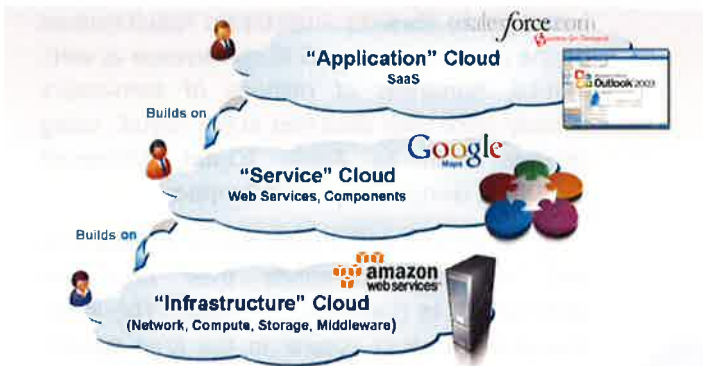 salesforce.com
"Application" Cloud
SaaS
Outlook 2003
Builds on
Google
Maps
"Service" Cloud
Web Services, Components
Builds on
amazon
web services
"Infrastructure" Cloud
(Network, Compute, Storage, Middleware)